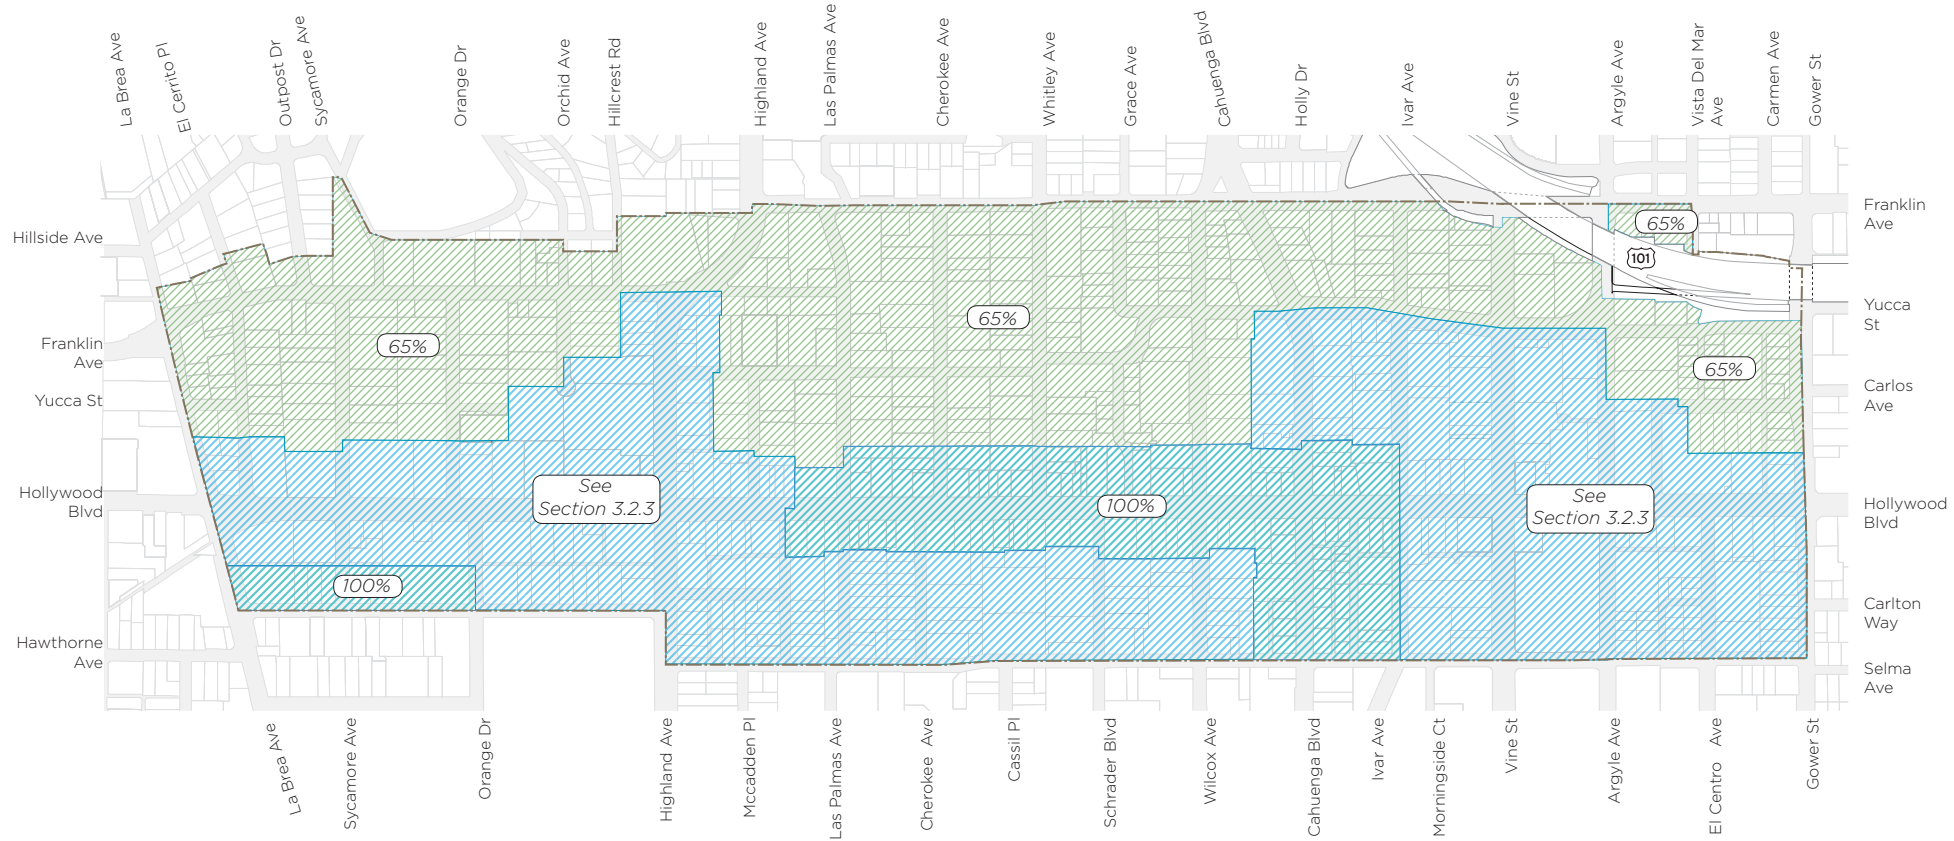 La Brea Ave
El Cerrito Pl
Outpost Dr
Sycamore Ave
Orange Dr
Orchid Ave
Hillcrest Rd
Highland Ave
Las Palmas Ave
Cherokee Ave
Whitley Ave
Grace Ave
Cahuenga Blvd
Holly Dr
Ivar Ave
Vine St
Argyle Ave
Vista Del Mar
Ave
Carmen Ave
Gower St
Hillside Ave
Franklin
Ave
Yucca St
Hollywood
Blvd
Hawthorne
Ave
65%
65%
65%
101
65%
See
Section 3.2.3
100%
See
Section 3.2.3
100%
Franklin
Ave
Yucca
St
Carlos
Ave
Hollywood
Blvd
Carlton
Way
Selma
Ave
La Brea Ave
Sycamore Ave
Orange Dr
Highland Ave
Mccadden Pl
Las Palmas Ave
Cherokee Ave
Cassil Pl
Schrader Blvd
Wilcox Ave
Cahuenga Blvd
Ivar Ave
Morningside Ct
Vine St
Argyle Ave
El Centro Ave
Gower St